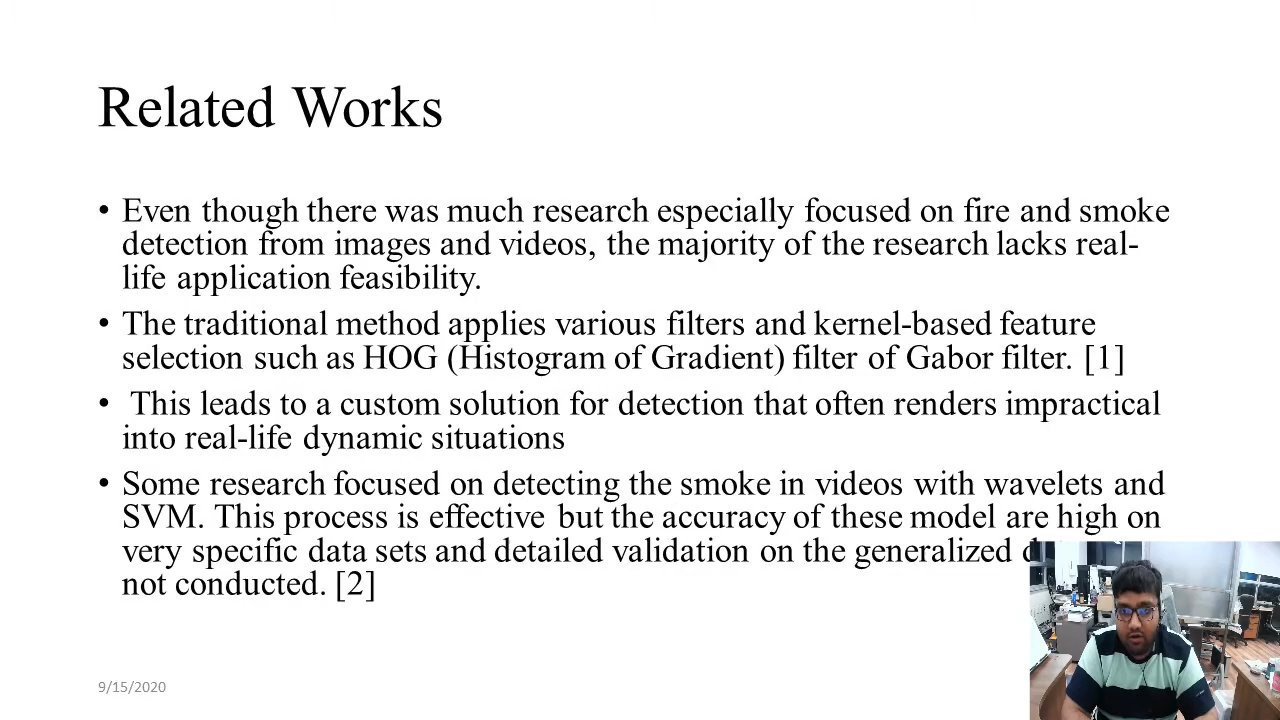 Related Works
• Even though there was much research especially focused on fire and smoke
detection from images and videos, the majority of the research lacks real-
life application feasibility.
• The traditional method applies various filters and kernel-based feature
selection such as HOG (Histogram of Gradient) filter of Gabor filter. [1]
• This leads to a custom solution for detection that often renders impractical
into real-life dynamic situations
• Some research focused on detecting the smoke in videos with wavelets and
SVM. This process is effective but the accuracy of these model are high on
very specific data sets and detailed validation on the generalized
not conducted. [2]
9/15/2020